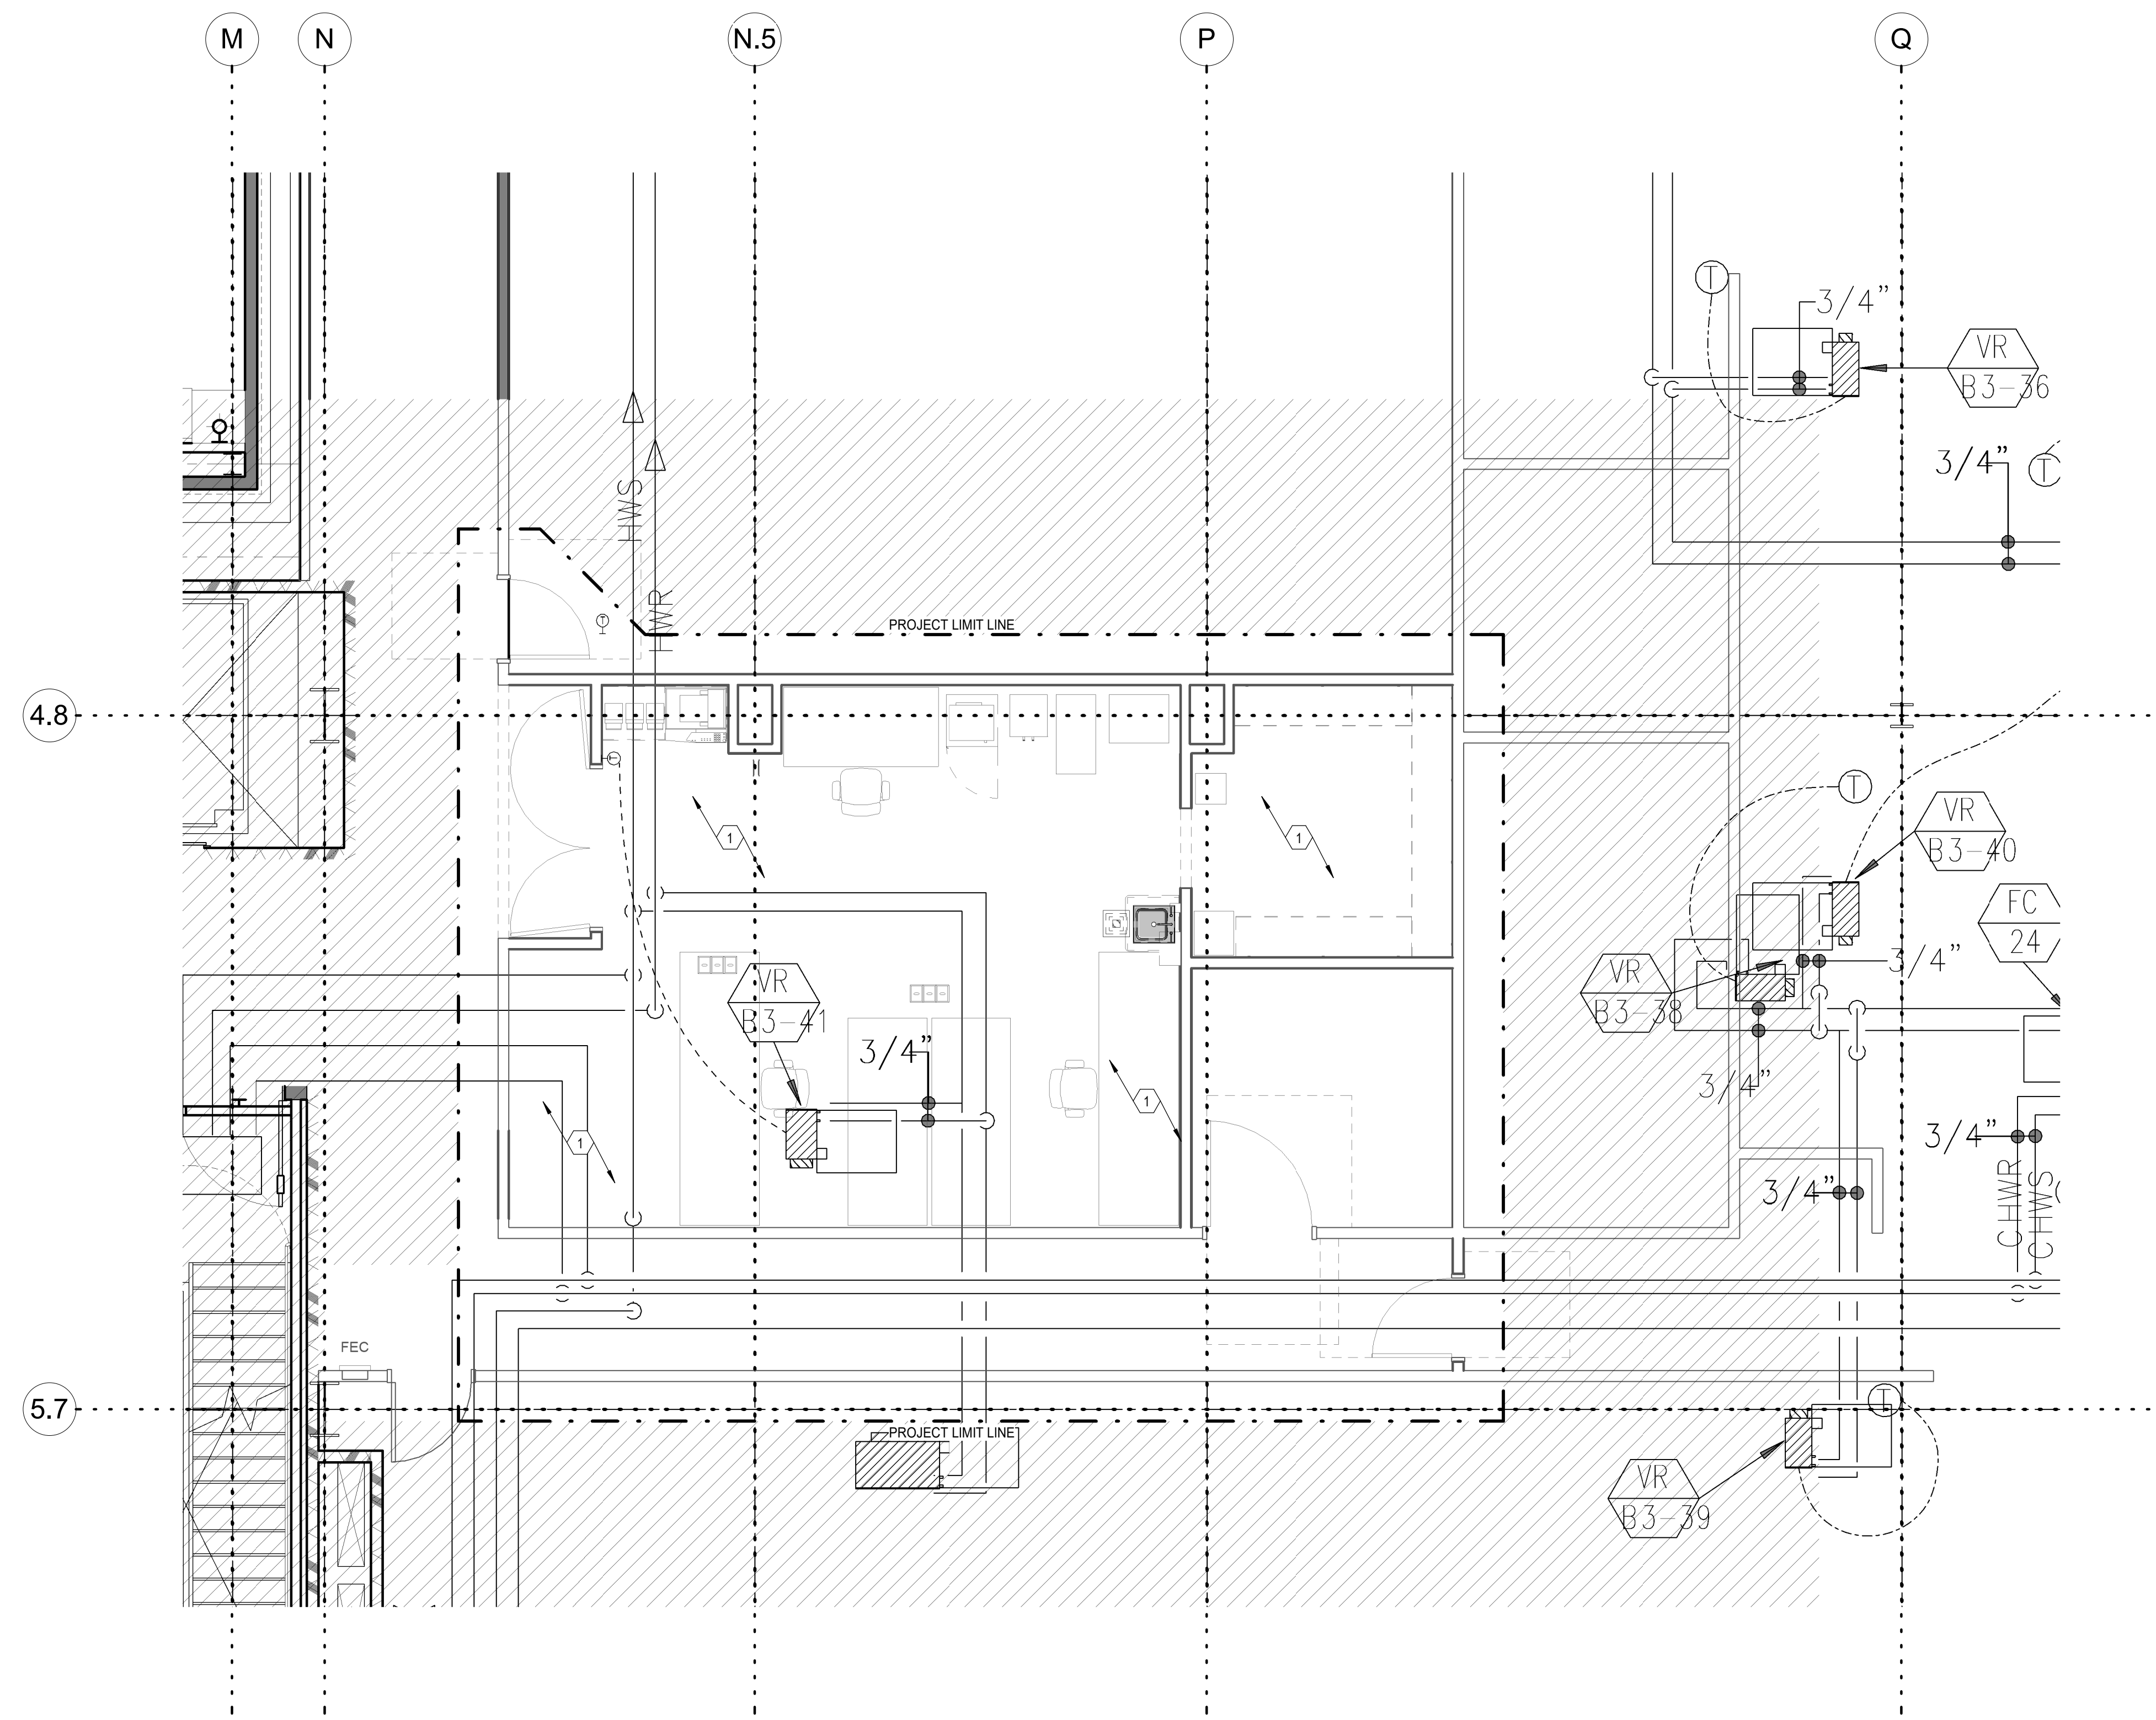 M N N.5 P Q
3/4"
VR
B3-36
3/4" T
T
HWS
HWR
T
PROJECT LIMIT LINE
4.8
T
T
1 1
VR
B3-40
FC
24
3/4"
VR
B3-38
VR
B3-41
3/4"
3/4"
1
1
3/4"
CHWR
CHWS
3/4"
FEC
5.7
T
PROJECT LIMIT LINE
VR
B3-39